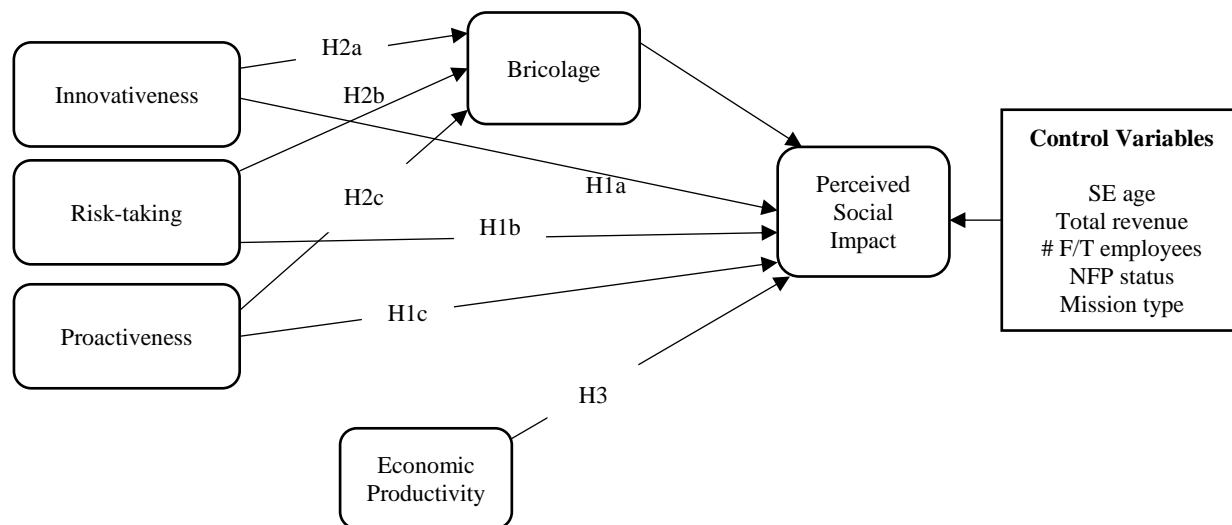 H2a
Bricolage
Innovativeness
H2b
Control Variables
SE age
Total revenue
# F/T employees
NFP status
Mission type
Perceived
Social
Impact
H1a
H2c
Risk-taking
H1b
H1c
Proactiveness
H3
Economic
Productivity